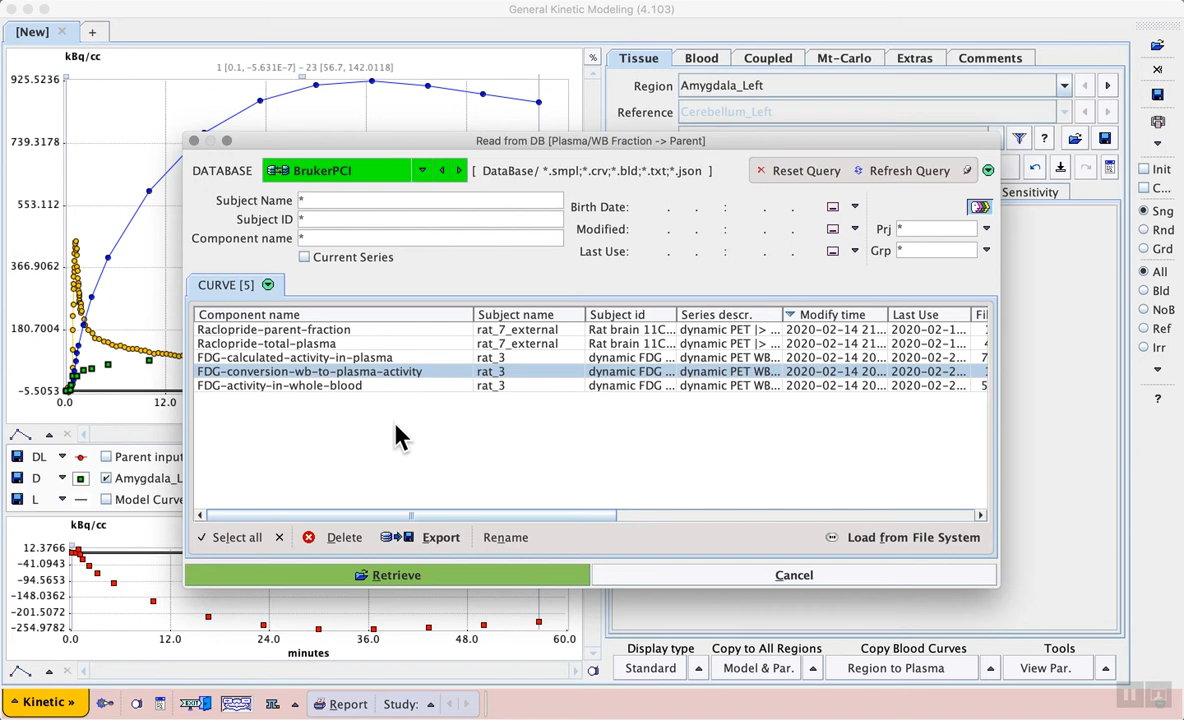 General Kinetic Modeling (4.103)
[New] +
kBq/cc
925.5236
739.3178
553.112
366.9062
180.7004
-5.5053
1 [0.1, -5.631E-7] – 23 [56.7, 142.0118]
%
0.0 12.0
Tissue Blood Coupled Mt-Carlo Extras Comments
Region Amygdala_Left
Reference Cerebellum_Left
?
Sensitivity
Read from DB [Plasma/WB Fraction -> Parent]
DATABASE BrukerPCI [ DataBase/ *.smpl;*.crv;*.bld;*.txt;*.json ] Reset Query Refresh Query
Subject Name *
Subject ID *
Component name *
Current Series
Birth Date: . . : . .
Modified: . . : . .
Last Use: . . : . .
Prj *
Grp *
CURVE [5]
Component name Subject name Subject id Series descr. Modify time Last Use Fil
Raclopride-parent-fraction rat_7_external Rat brain 11C... dynamic PET |> ... 2020-02-14 21... 2020-02-1...
Raclopride-total-plasma rat_7_external Rat brain 11C... dynamic PET |> ... 2020-02-14 21... 2020-02-1...
FDG-calculated-activity-in-plasma rat_3 dynamic FDG ... dynamic PET WB... 2020-02-14 20... 2020-02-2...
FDG-conversion-wb-to-plasma-activity rat_3 dynamic FDG ... dynamic PET WB... 2020-02-14 20... 2020-02-2...
FDG-activity-in-whole-blood rat_3 dynamic FDG ... dynamic PET WB... 2020-02-14 20... 2020-02-2...
Select all Delete Export Rename Load from File System
Retrieve Cancel
DL Parent inpu
D Amygdala_L
L Model Curve
kBq/cc
12.3766
-41.0943
-94.5653
-148.0362
-201.5072
-254.9782
0.0 12.0 24.0 36.0 48.0 60.0
minutes
Init
C...
Sng
Rnd
Grd
All
Bld
NoB
Ref
Irr
?
Display type Copy to All Regions Copy Blood Curves Tools
Standard Model & Par. Region to Plasma View Par.
Kinetic » Report Study: